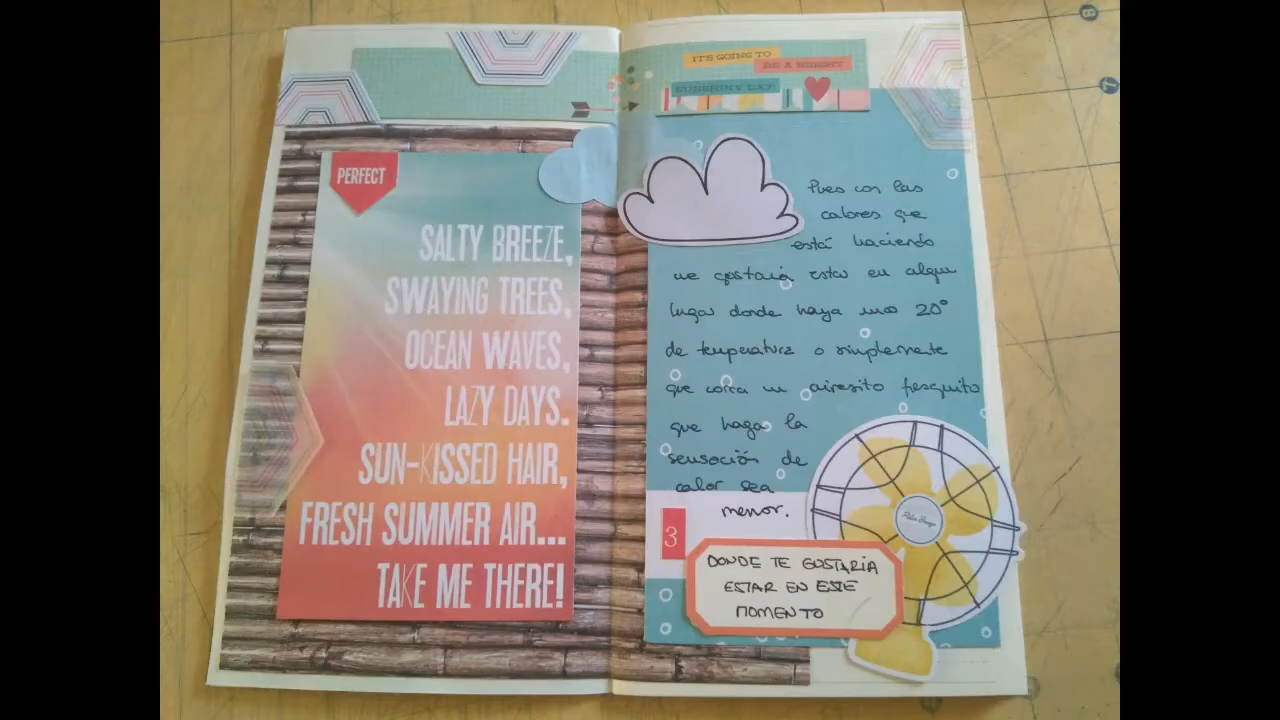 PERFECT
SALTY BREEZE,
SWAYING TREES,
OCEAN WAVES,
LAZY DAYS.
SUN-KISSED HAIR,
FRESH SUMMER AIR...
TAKE ME THERE!
IT'S GOING TO
BE A BRIGHT
SUNSHINY DAY
Pues con las
calores que
está haciendo
me gustaría estar en algun
lugar donde haya unos 20°
de temperatura o simplemente
que corra un airesito fresquito
que haga la
sensación de
calor sea
menor.
3
DONDE TE GUSTARIA
ESTAR EN ESTE
MOMENTO